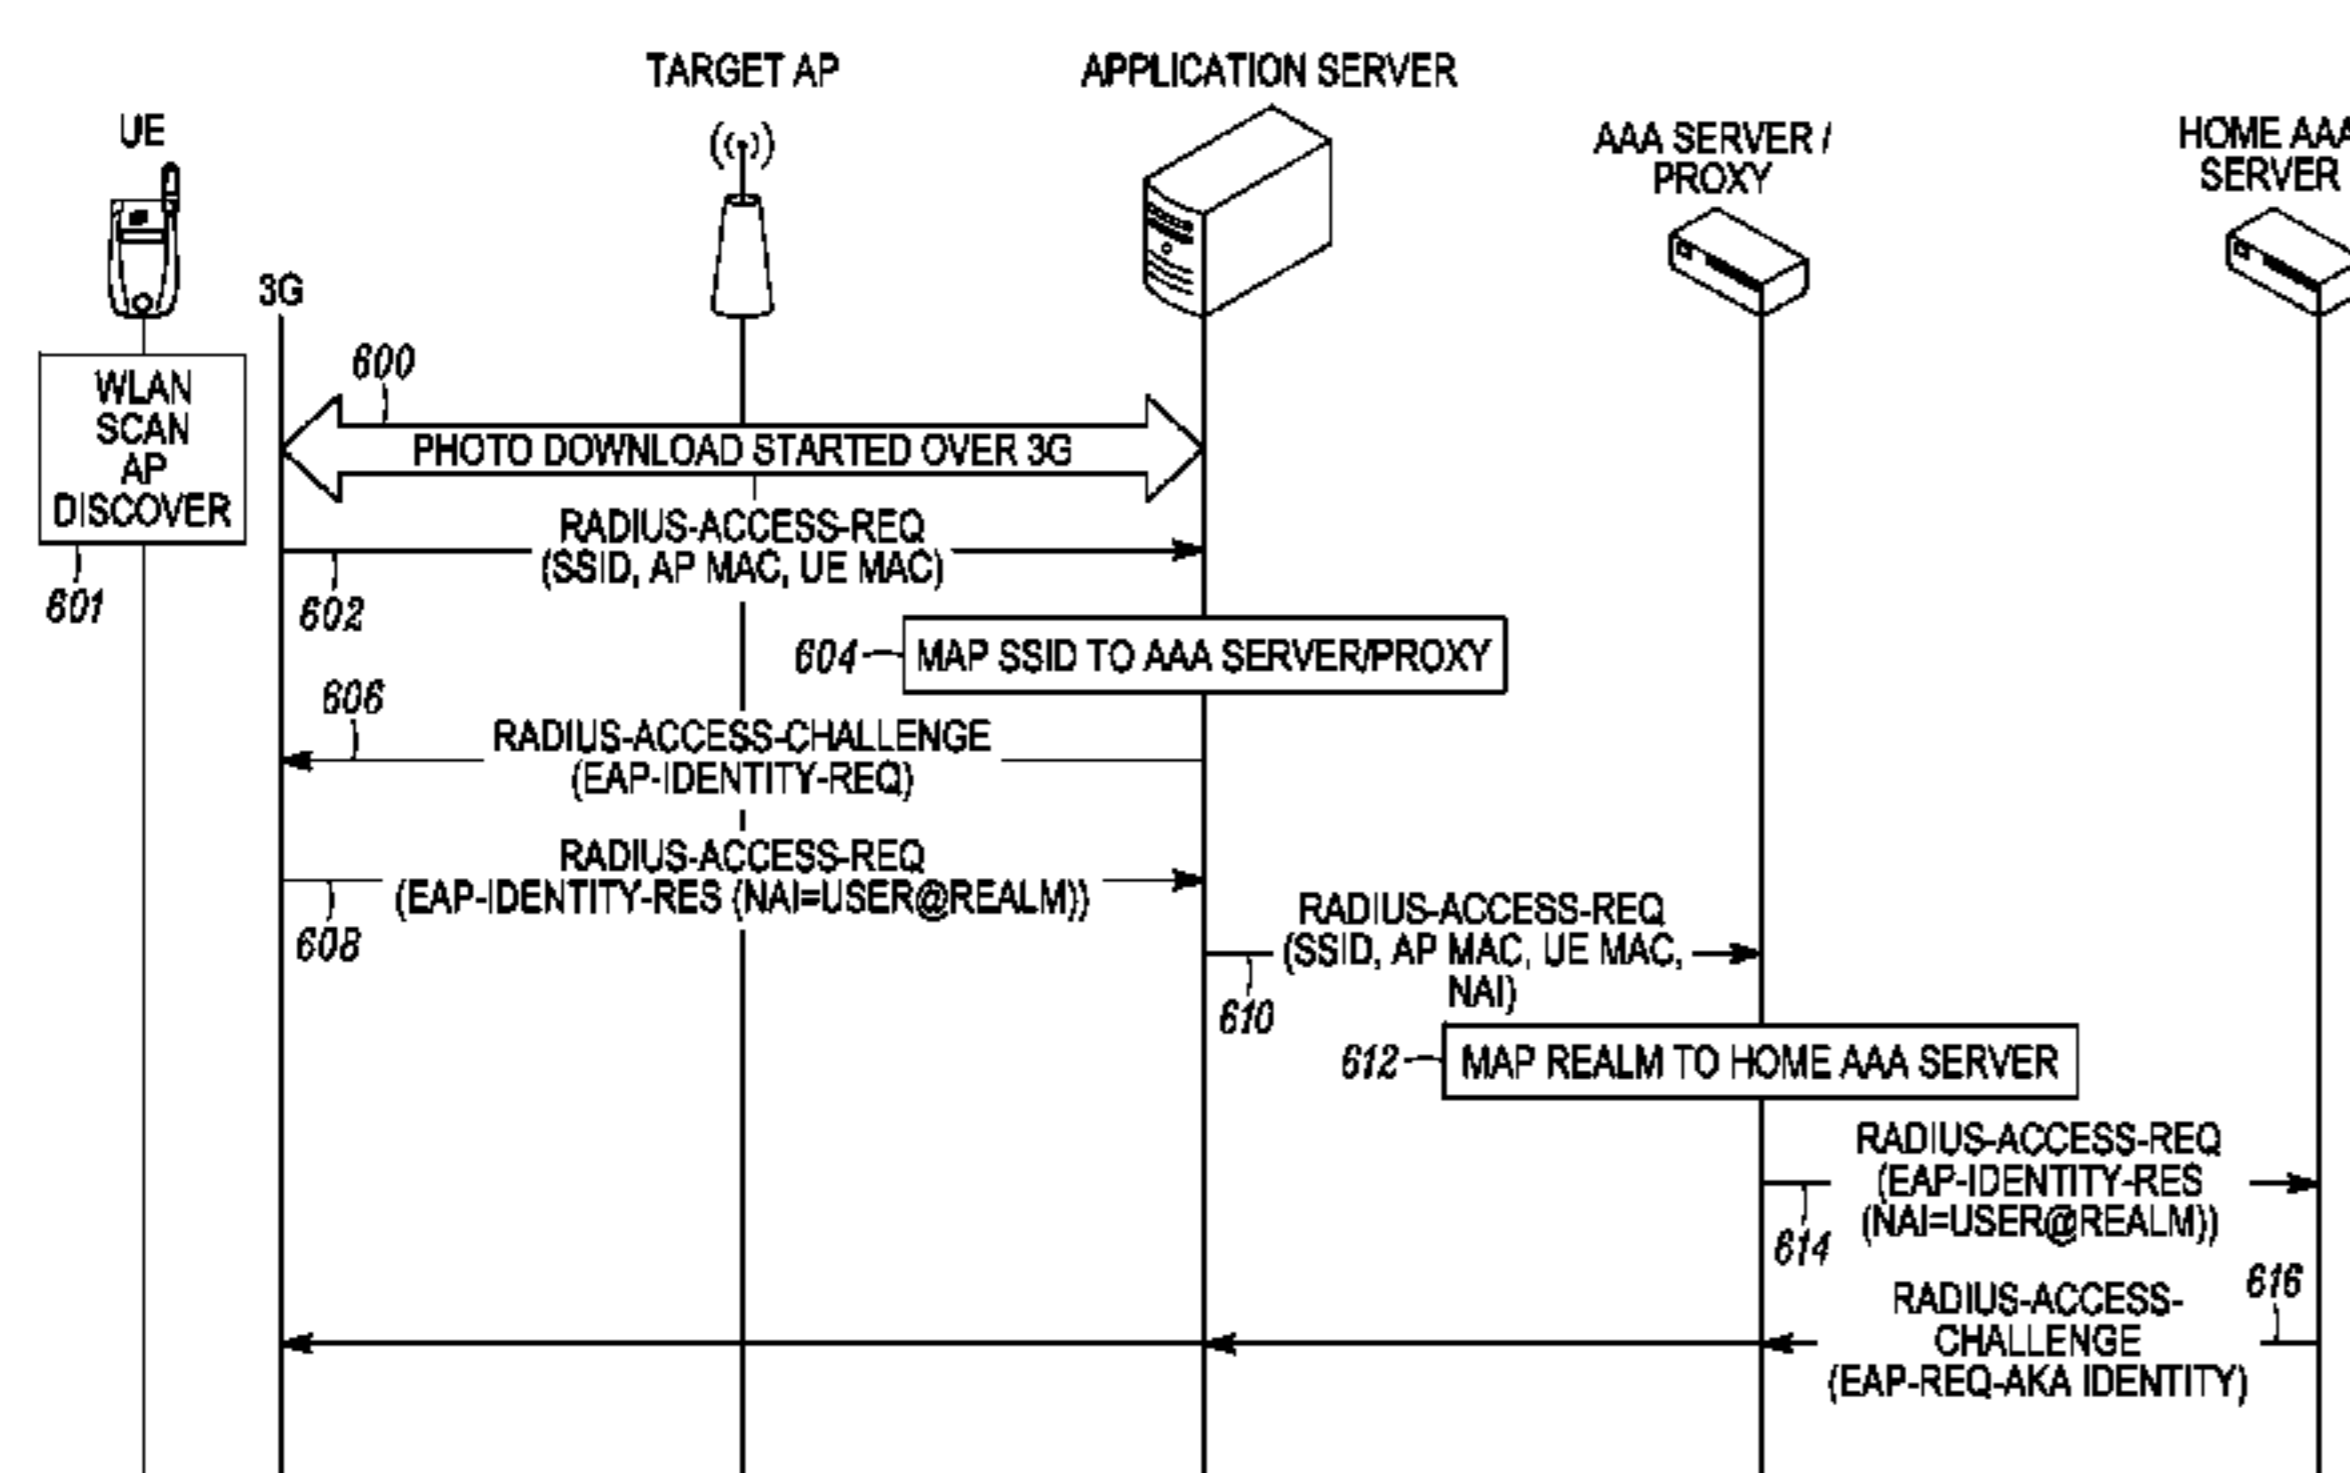 TARGET AP
APPLICATION SERVER
UE
AAA SERVER /
PROXY
HOME AAA
SERVER
3G
600
WLAN
SCAN
AP
DISCOVER
PHOTO DOWNLOAD STARTED OVER 3G
RADIUS-ACCESS-REQ
(SSID, AP MAC, UE MAC)
601
602
604
MAP SSID TO AAA SERVER/PROXY
606
RADIUS-ACCESS-CHALLENGE
(EAP-IDENTITY-REQ)
RADIUS-ACCESS-REQ
(EAP-IDENTITY-RES (NAI=USER@REALM))
608
RADIUS-ACCESS-REQ
(SSID, AP MAC, UE MAC,
NAI)
610
612
MAP REALM TO HOME AAA SERVER
RADIUS-ACCESS-REQ
(EAP-IDENTITY-RES
(NAI=USER@REALM))
614
616
RADIUS-ACCESS-
CHALLENGE
(EAP-REQ-AKA IDENTITY)